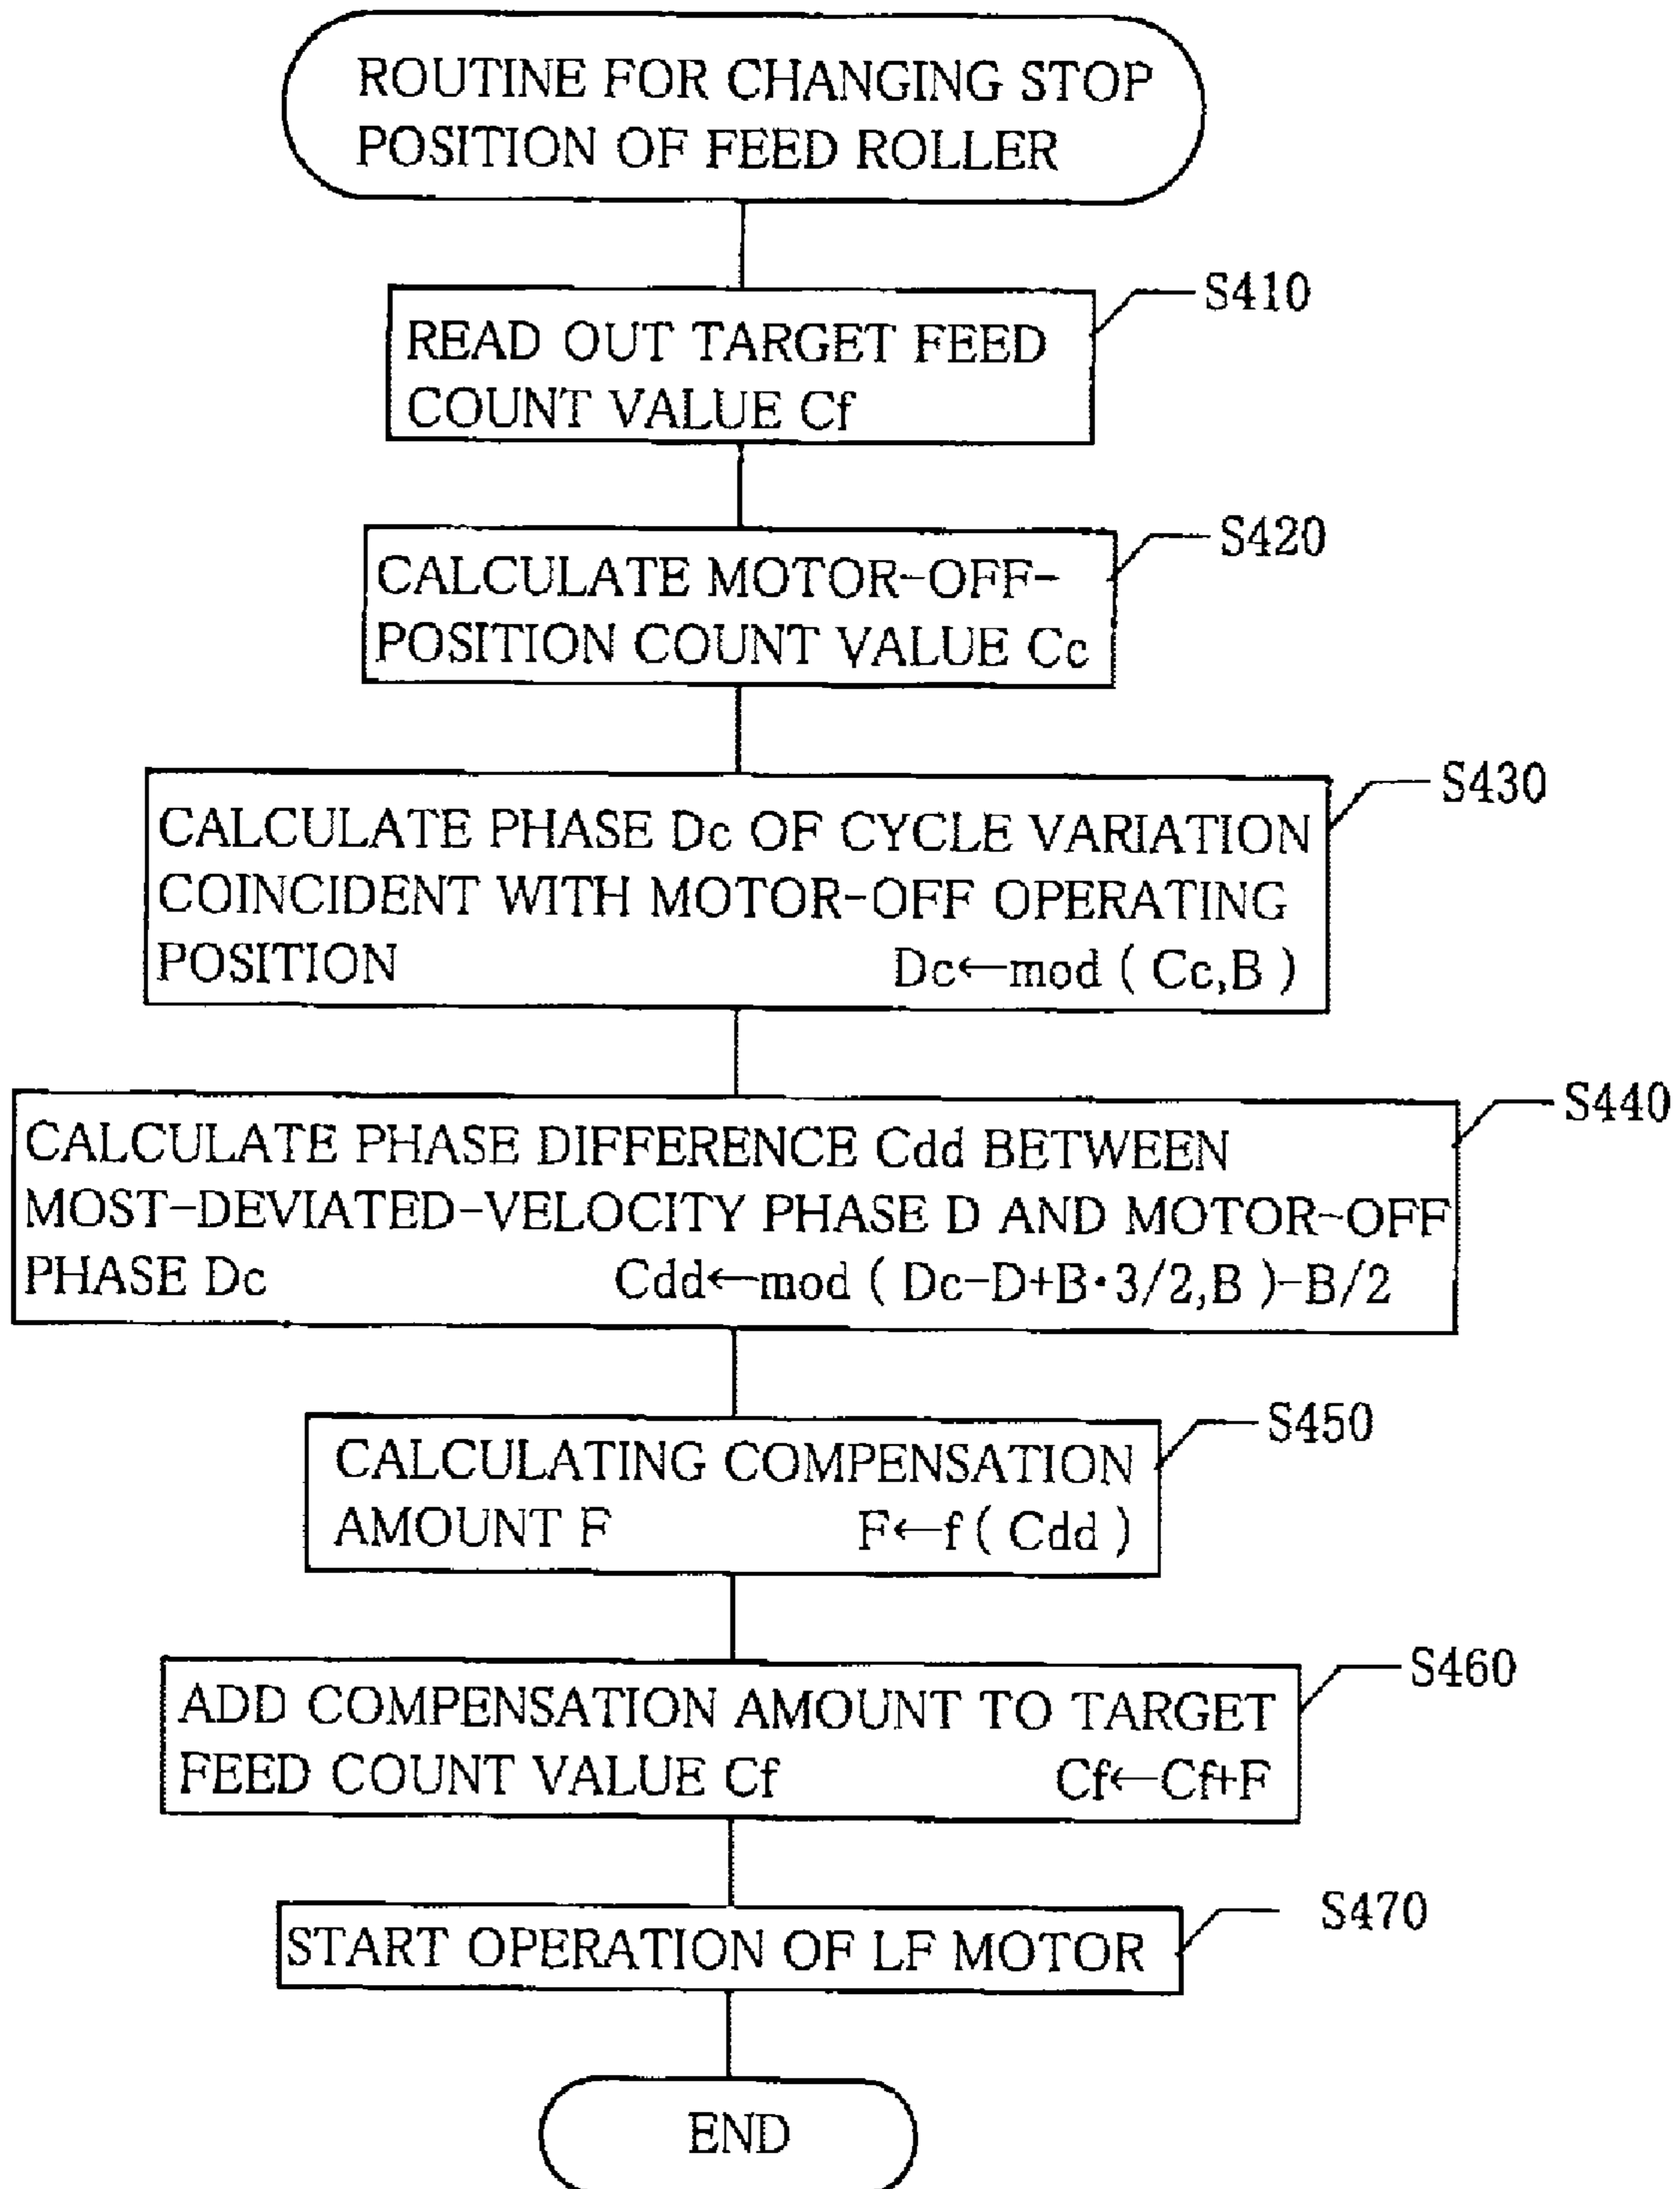 ROUTINE FOR CHANGING STOP
POSITION OF FEED ROLLER
S410
READ OUT TARGET FEED
COUNT VALUE Cf
S420
CALCULATE MOTOR-OFF-
POSITION COUNT VALUE Cc
S430
CALCULATE PHASE Dc OF CYCLE VARIATION
COINCIDENT WITH MOTOR-OFF OPERATING
POSITION Dc←mod ( Cc,B )
S440
CALCULATE PHASE DIFFERENCE Cdd BETWEEN
MOST-DEVIATED-VELOCITY PHASE D AND MOTOR-OFF
PHASE Dc Cdd←mod ( Dc-D+B·3/2,B )-B/2
S450
CALCULATING COMPENSATION
AMOUNT F F←f ( Cdd )
S460
ADD COMPENSATION AMOUNT TO TARGET
FEED COUNT VALUE Cf Cf←Cf+F
S470
START OPERATION OF LF MOTOR
END